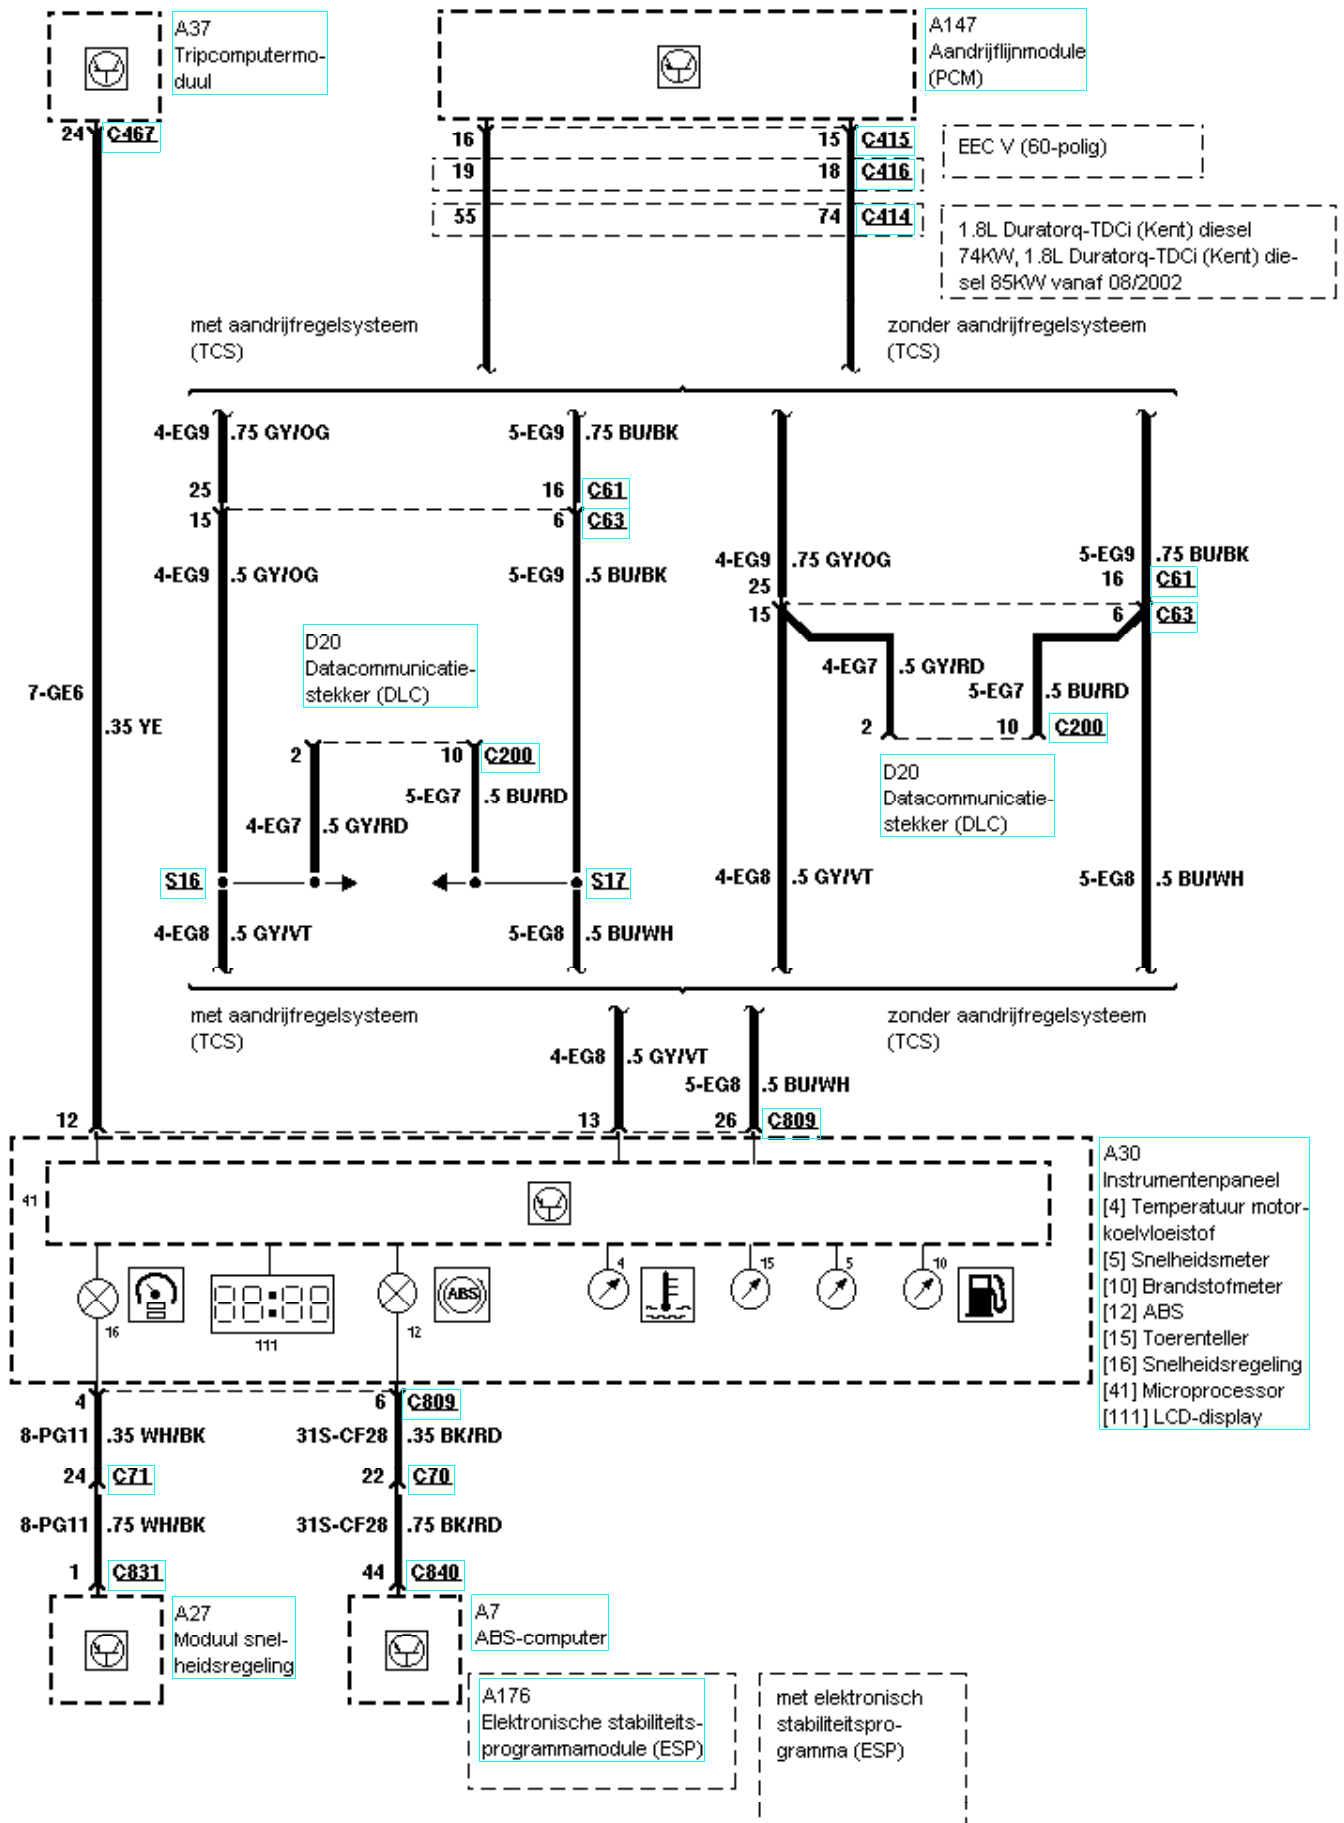 A37
Tripcomputermo-
duul
A147
Aandrijflijnmodule
(PCM)
24 C467
16 15 C415
19 18 C416
55 74 C414
EEC V (60-polig)
1.8L Duratorq-TDCi (Kent) diesel
74KW, 1.8L Duratorq-TDCi (Kent) die-
sel 85KW vanaf 08/2002
met aandrijfregelsysteem
(TCS)
zonder aandrijfregelsysteem
(TCS)
4-EG9 .75 GY/OG
5-EG9 .75 BU/BK
25 16 C61
15 6 C63
4-EG9 .5 GY/OG
5-EG9 .5 BU/BK
4-EG9 .75 GY/OG
5-EG9 .75 BU/BK
25 16 C61
15 6 C63
D20
Datacommunicatie-
stekker (DLC)
4-EG7 .5 GY/RD
5-EG7 .5 BU/RD
7-GE6
.35 YE
2 10 C200
2 10 C200
D20
Datacommunicatie-
stekker (DLC)
5-EG7 .5 BU/RD
4-EG7 .5 GY/RD
S16
S17
4-EG8 .5 GY/VT
5-EG8 .5 BU/WH
4-EG8 .5 GY/VT
5-EG8 .5 BU/WH
met aandrijfregelsysteem
(TCS)
zonder aandrijfregelsysteem
(TCS)
4-EG8 .5 GY/VT
5-EG8 .5 BU/WH
12 13 26 C809
A30
Instrumentenpaneel
[4] Temperatuur motor-
koelvloeistof
[5] Snelheidsmeter
[10] Brandstofmeter
[12] ABS
[15] Toerenteller
[16] Snelheidsregeling
[41] Microprocessor
[111] LCD-display
41
4 15 5 10
ABS
16 111 12
4 6 C809
8-PG11 .35 WH/BK
31S-CF28 .35 BK/RD
24 C71
22 C70
8-PG11 .75 WH/BK
31S-CF28 .75 BK/RD
1 C831
44 C840
A27
Moduul snel-
heidsregeling
A7
ABS-computer
A176
Elektronische stabiliteits-
programmamodule (ESP)
met elektronisch
stabiliteitspro-
gramma (ESP)